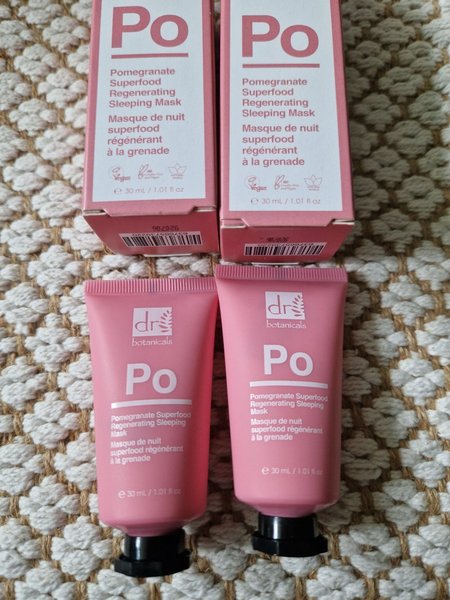 Po
Pomegranate
Superfood
Regenerating
Sleeping Mask
Masque de nuit
superfood
régénérant
à la grenade
Vegan
e 30 mL / 1.01 fl oz
Po
Pomegranate
Superfood
Regenerating
Sleeping Mask
Masque de nuit
superfood
régénérant
à la grenade
Vegan
e 30 mL / 1.01 fl oz
dr
botanicals
Po
Pomegranate Superfood
Regenerating Sleeping
Mask
Masque de nuit
superfood régénérant
à la grenade
e 30 mL / 1.01 fl oz
dr
botanicals
Po
Pomegranate Superfood
Regenerating Sleeping
Mask
Masque de nuit
superfood régénérant
à la grenade
e 30 mL / 1.01 fl oz